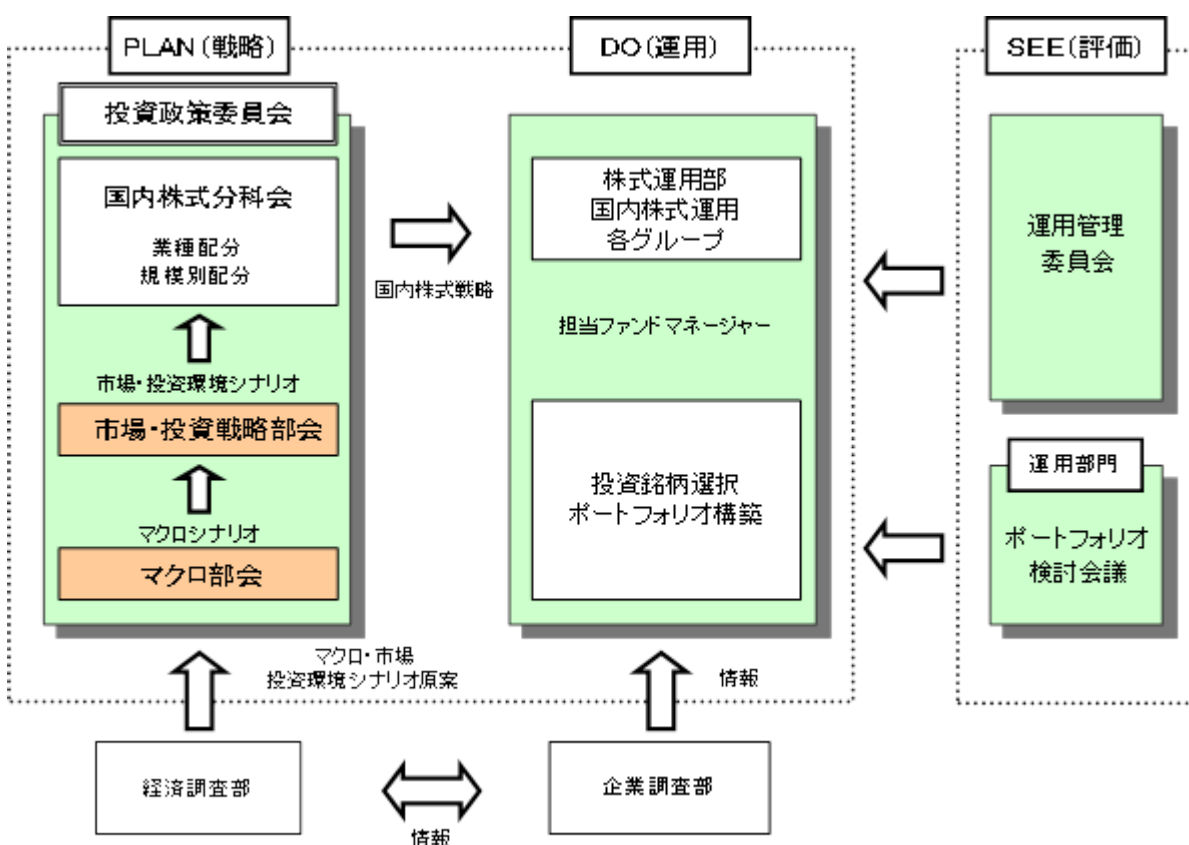 PLAN(戦略)
DO(運用)
SEE(評価)
投資政策委員会
国内株式分科会
業種配分
規模別配分
市場・投資環境シナリオ
市場・投資戦略部会
マクロシナリオ
マクロ部会
国内株式戦略
株式運用部
国内株式運用
各グループ
担当ファンドマネージャー
投資銘柄選択
ポートフォリオ構築
運用管理
委員会
運用部門
ポートフォリオ
検討会議
マクロ・市場
投資環境シナリオ原案
情報
経済調査部
情報
企業調査部